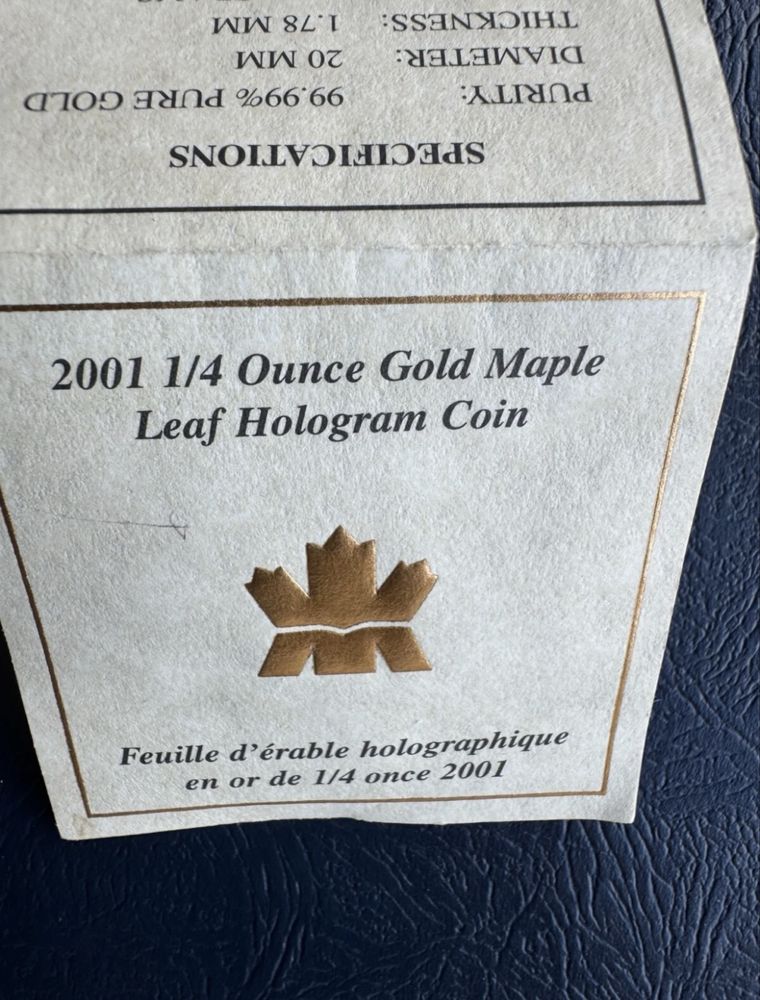 SPECIFICATIONS
PURITY: 99.99% PURE GOLD
DIAMETER: 20 MM
THICKNESS: 1.78 MM
2001 1/4 Ounce Gold Maple
Leaf Hologram Coin
Feuille d'érable holographique
en or de 1/4 once 2001